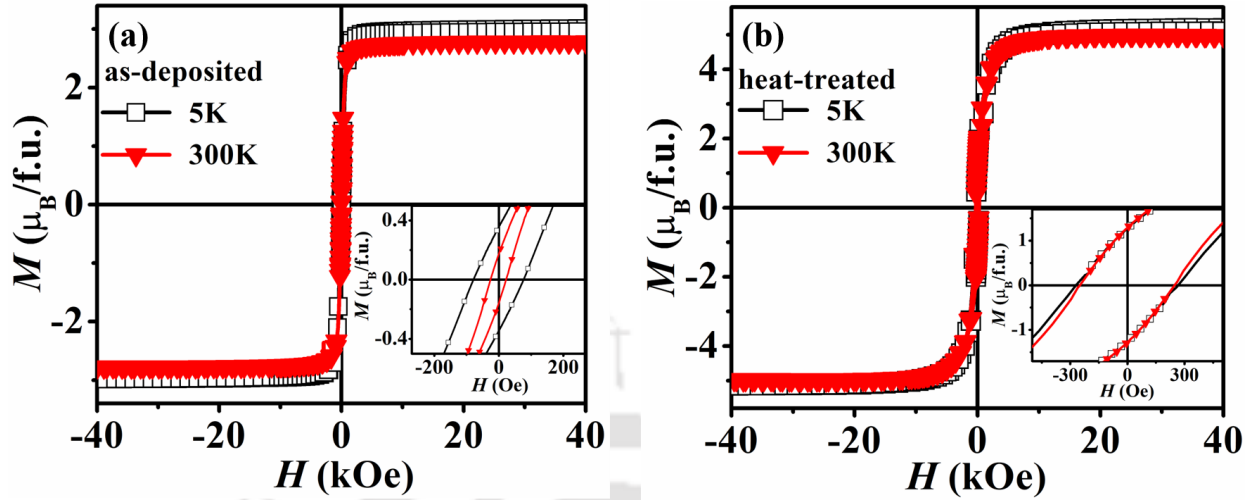 (a)
as-deposited
5K
300K
2
0
-2
M (μB/f.u.)
-40
-20
0
20
40
H (kOe)
0.4
0.0
-0.4
M (μB/f.u.)
-200
0
200
H (Oe)
(b)
heat-treated
5K
300K
4
2
0
-2
-4
M (μB/f.u.)
-40
-20
0
20
40
H (kOe)
1
0
-1
M (μB/f.u.)
-300
0
300
H (Oe)